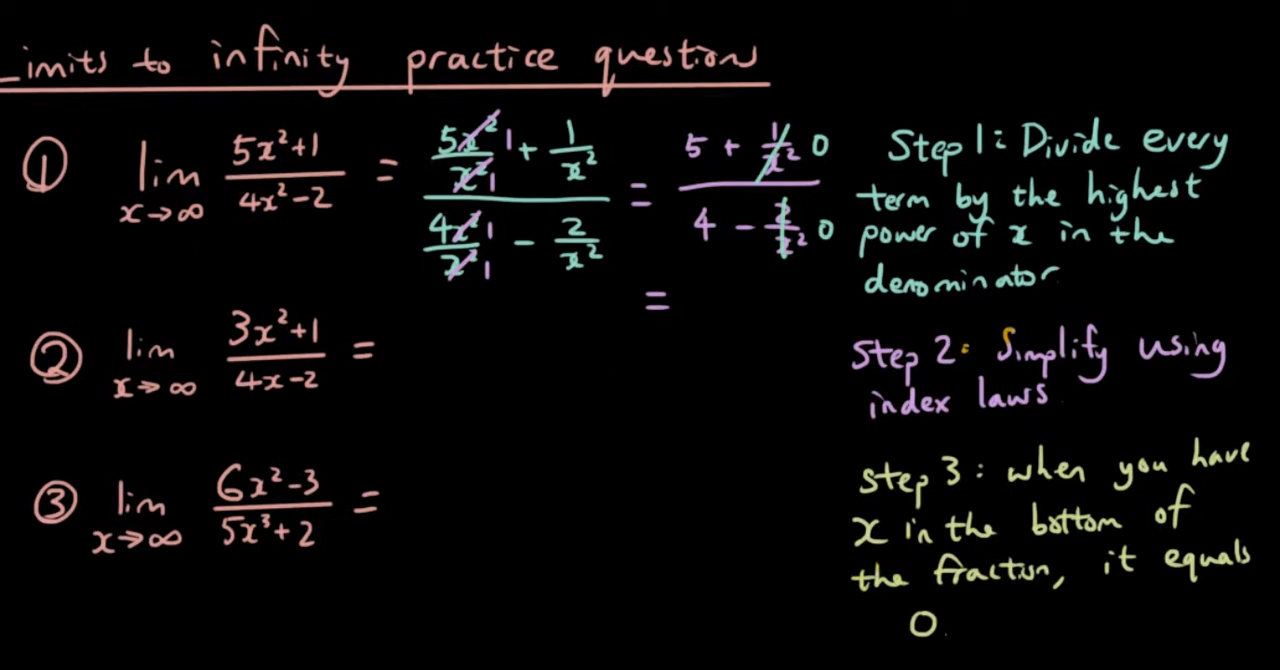 Limits to infinity practice question
① lim x→∞ (5x²+1)/(4x²-2) = (5x²/x² + 1/x²)/(4x²/x² - 2/x²) = (5 + 1/x² 0)/(4 - 2/x² 0)
=
② lim x→∞ (3x²+1)/(4x-2) =
③ lim x→∞ (6x²-3)/(5x³+2) =
Step 1: Divide every
term by the highest
power of x in the
denominator
Step 2: Simplify using
index laws
Step 3: when you have
x in the bottom of
the fraction, it equals
0.